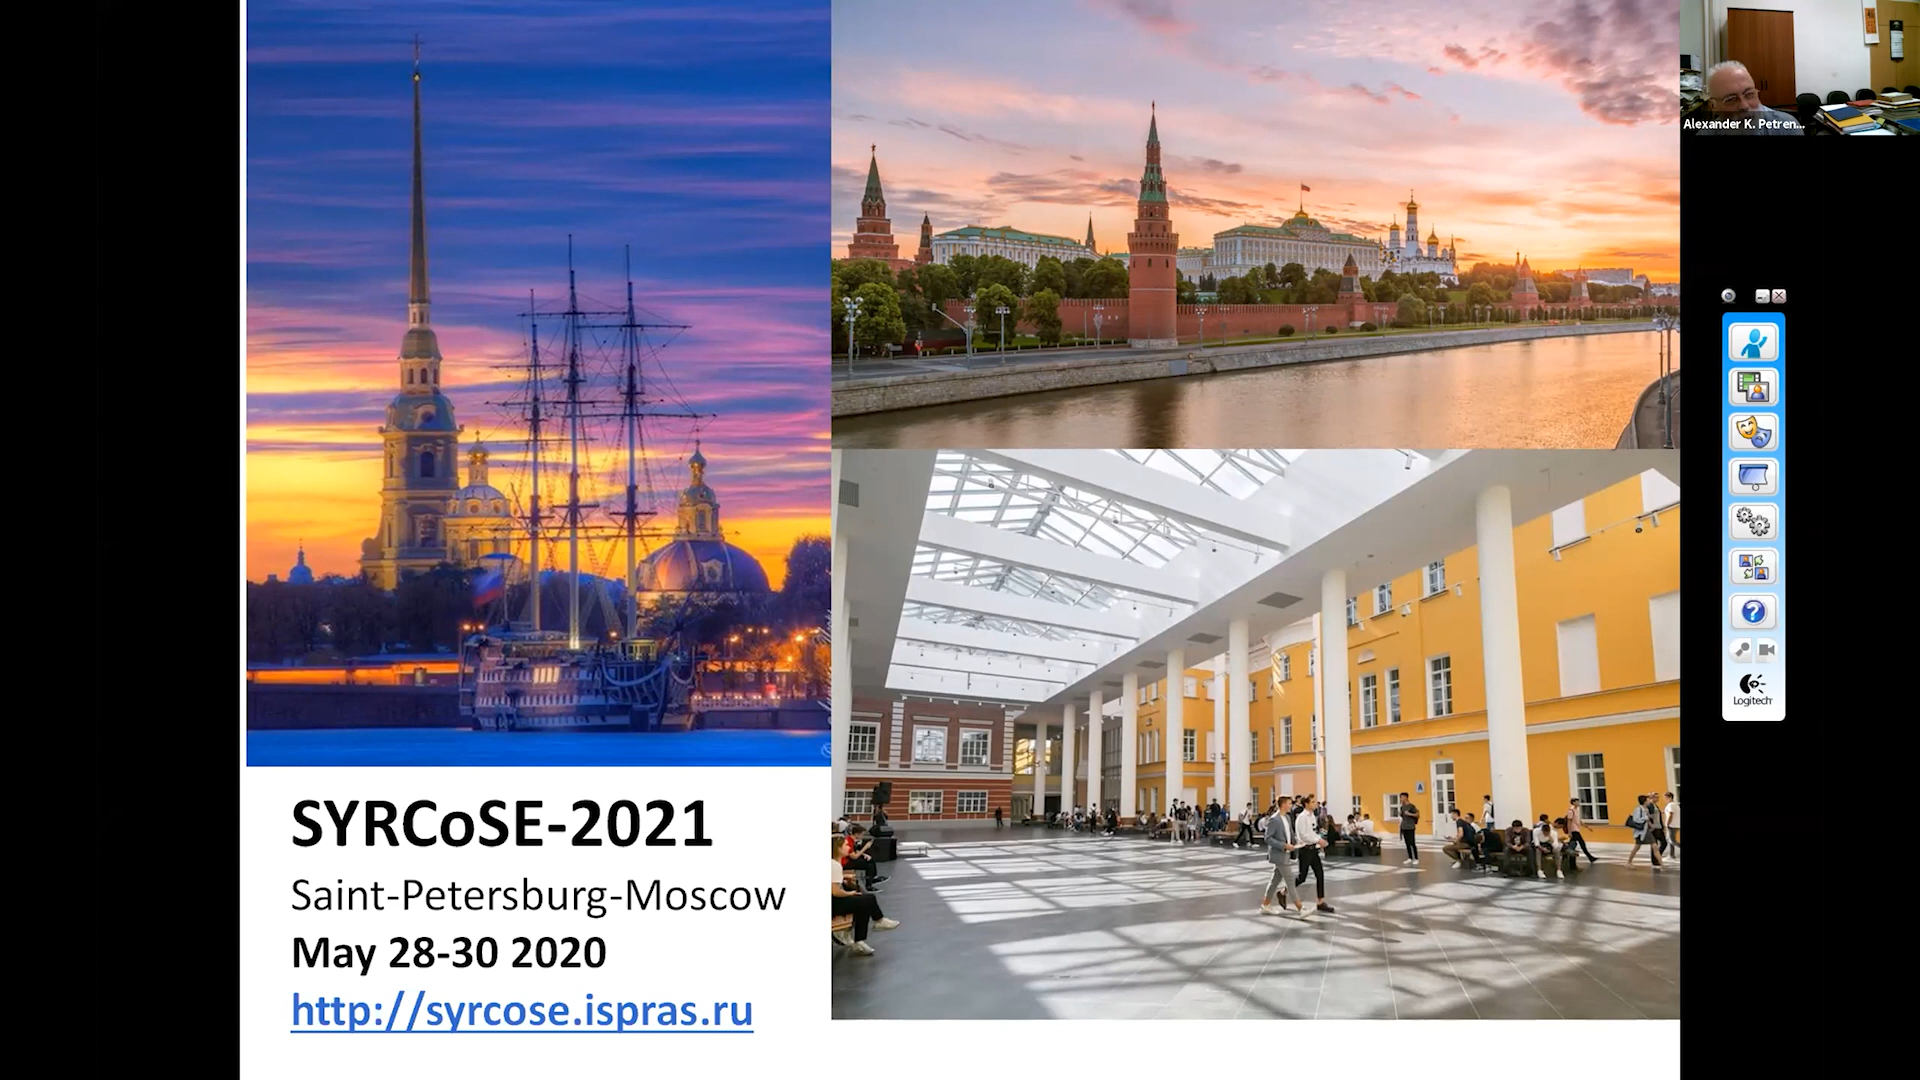 SYRCoSE-2021
Saint-Petersburg-Moscow
May 28-30 2020
http://syrcose.ispras.ru
Alexander K. Petren...
Logitech